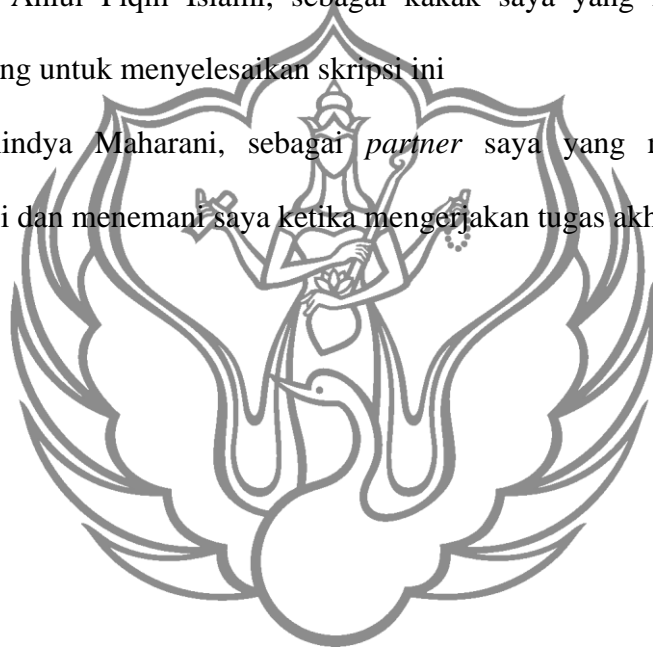 Fiqih Islami, sebagai kakak saya yang
ng untuk menyelesaikan skripsi ini
indya Maharani, sebagai partner saya yang
i dan menemani saya ketika mengerjakan tugas akh